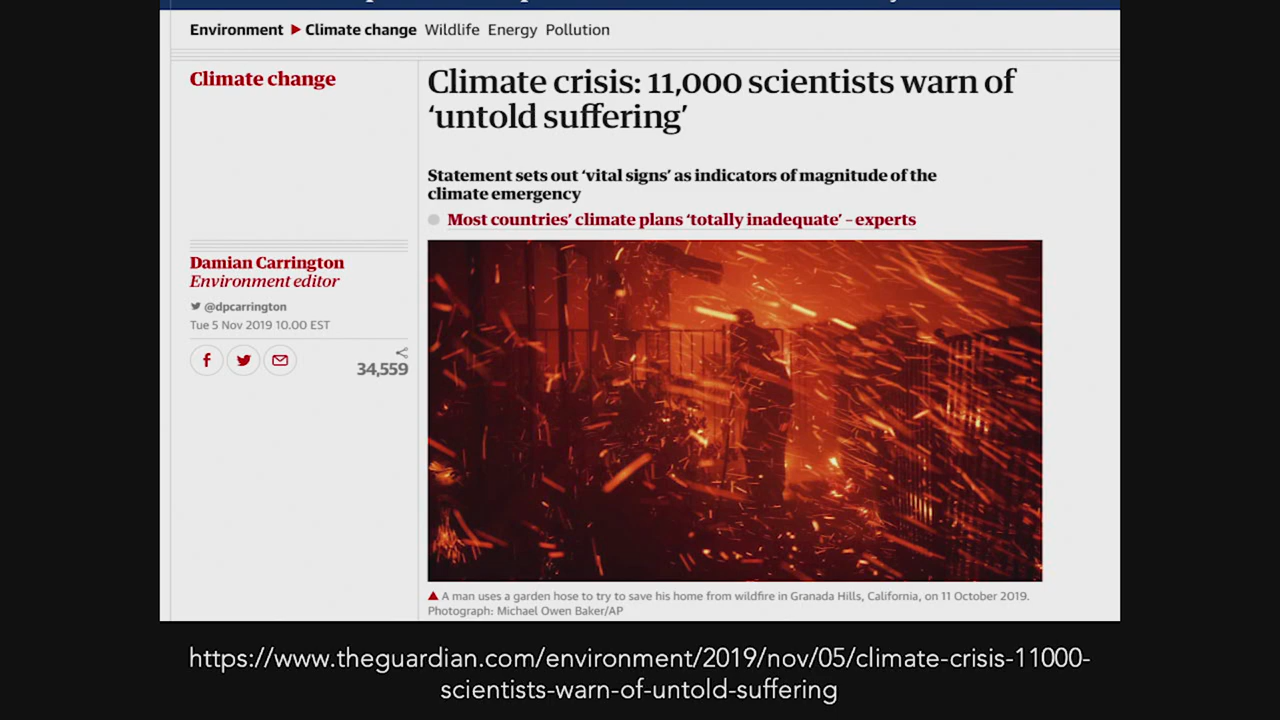 Environment ▶ Climate change Wildlife Energy Pollution
Climate change
Climate crisis: 11,000 scientists warn of
‘untold suffering’
Statement sets out ‘vital signs’ as indicators of magnitude of the
climate emergency
Most countries’ climate plans ‘totally inadequate’ – experts
Damian Carrington
Environment editor
@dpcarrington
Tue 5 Nov 2019 10.00 EST
34,559
A man uses a garden hose to try to save his home from wildfire in Granada Hills, California, on 11 October 2019.
Photograph: Michael Owen Baker/AP
https://www.theguardian.com/environment/2019/nov/05/climate-crisis-11000-
scientists-warn-of-untold-suffering